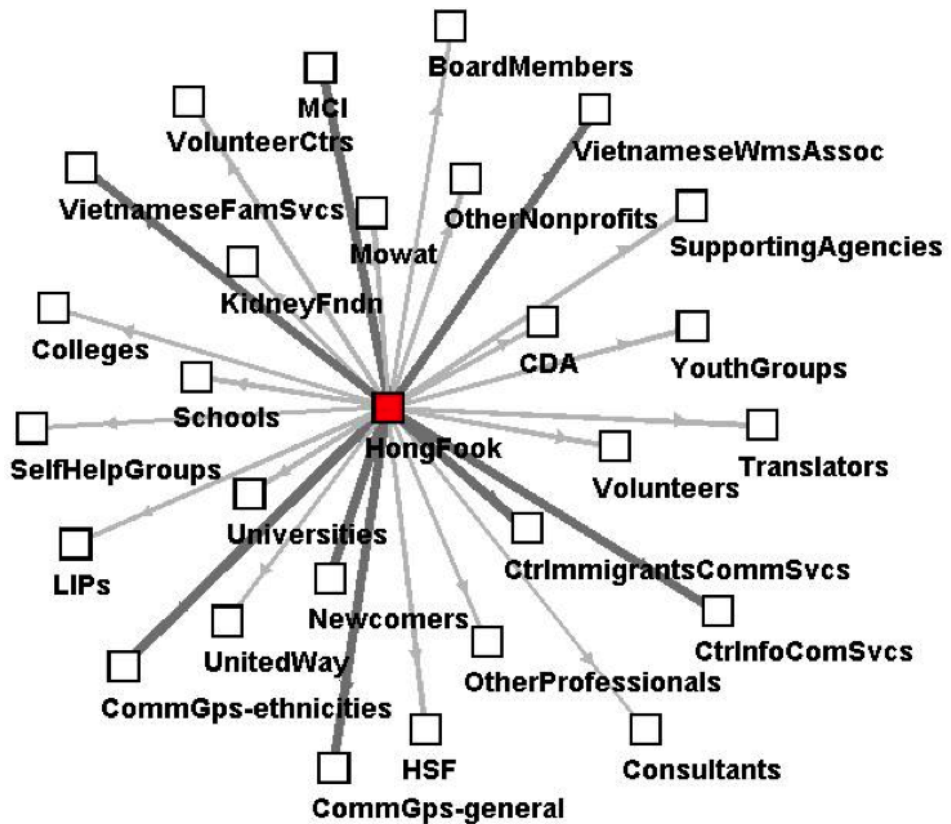 BoardMembers
MCI
VolunteerCtrs
VietnameseWmsAssoc
VietnameseFamSvcs
OtherNonprofits
Mowat
SupportingAgencies
KidneyFndn
Colleges
CDA
YouthGroups
Schools
HongFook
SelfHelpGroups
Translators
Volunteers
Universities
LIPs
CtrImmigrantsCommSvcs
Newcomers
UnitedWay
CtrInfoComSvcs
OtherProfessionals
CommGps-ethnicities
HSF
Consultants
CommGps-general